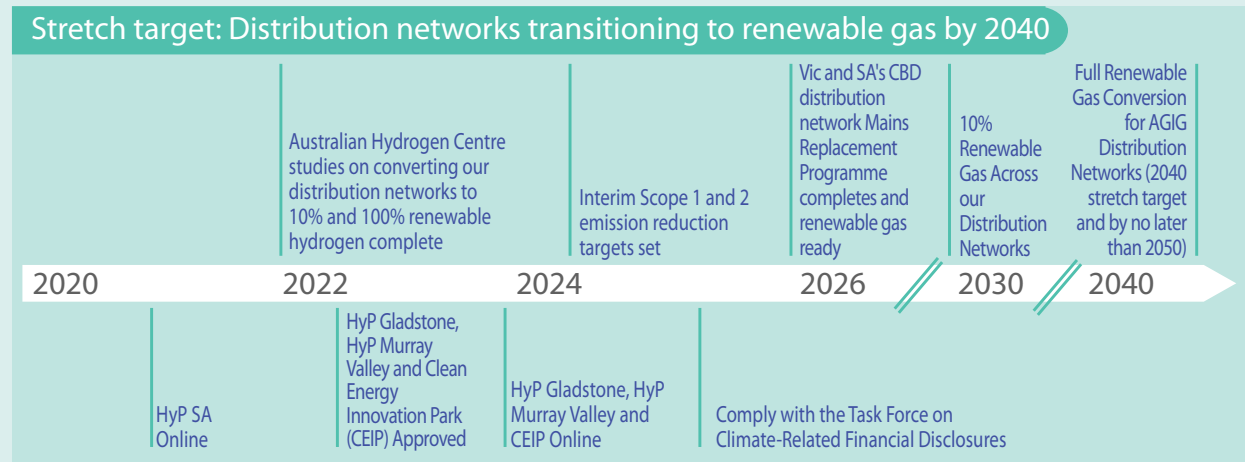 Stretch target: Distribution networks transitioning to renewable gas by 2040
Australian Hydrogen Centre
studies on converting our
distribution networks to
10% and 100% renewable
hydrogen complete
Interim Scope 1 and 2
emission reduction
targets set
Vic and SA's CBD
distribution
network Mains
Replacement
Programme
completes and
renewable gas
ready
10%
Renewable
Gas Across
our
Distribution
Networks
Full Renewable
Gas Conversion
for AGIG
Distribution
Networks (2040
stretch target
and by no later
than 2050)
2020 2022 2024 2026 2030 2040
HyP SA
Online
HyP Gladstone,
HyP Murray
Valley and Clean
Energy
Innovation Park
(CEIP) Approved
HyP Gladstone, HyP
Murray Valley and
CEIP Online
Comply with the Task Force on
Climate-Related Financial Disclosures